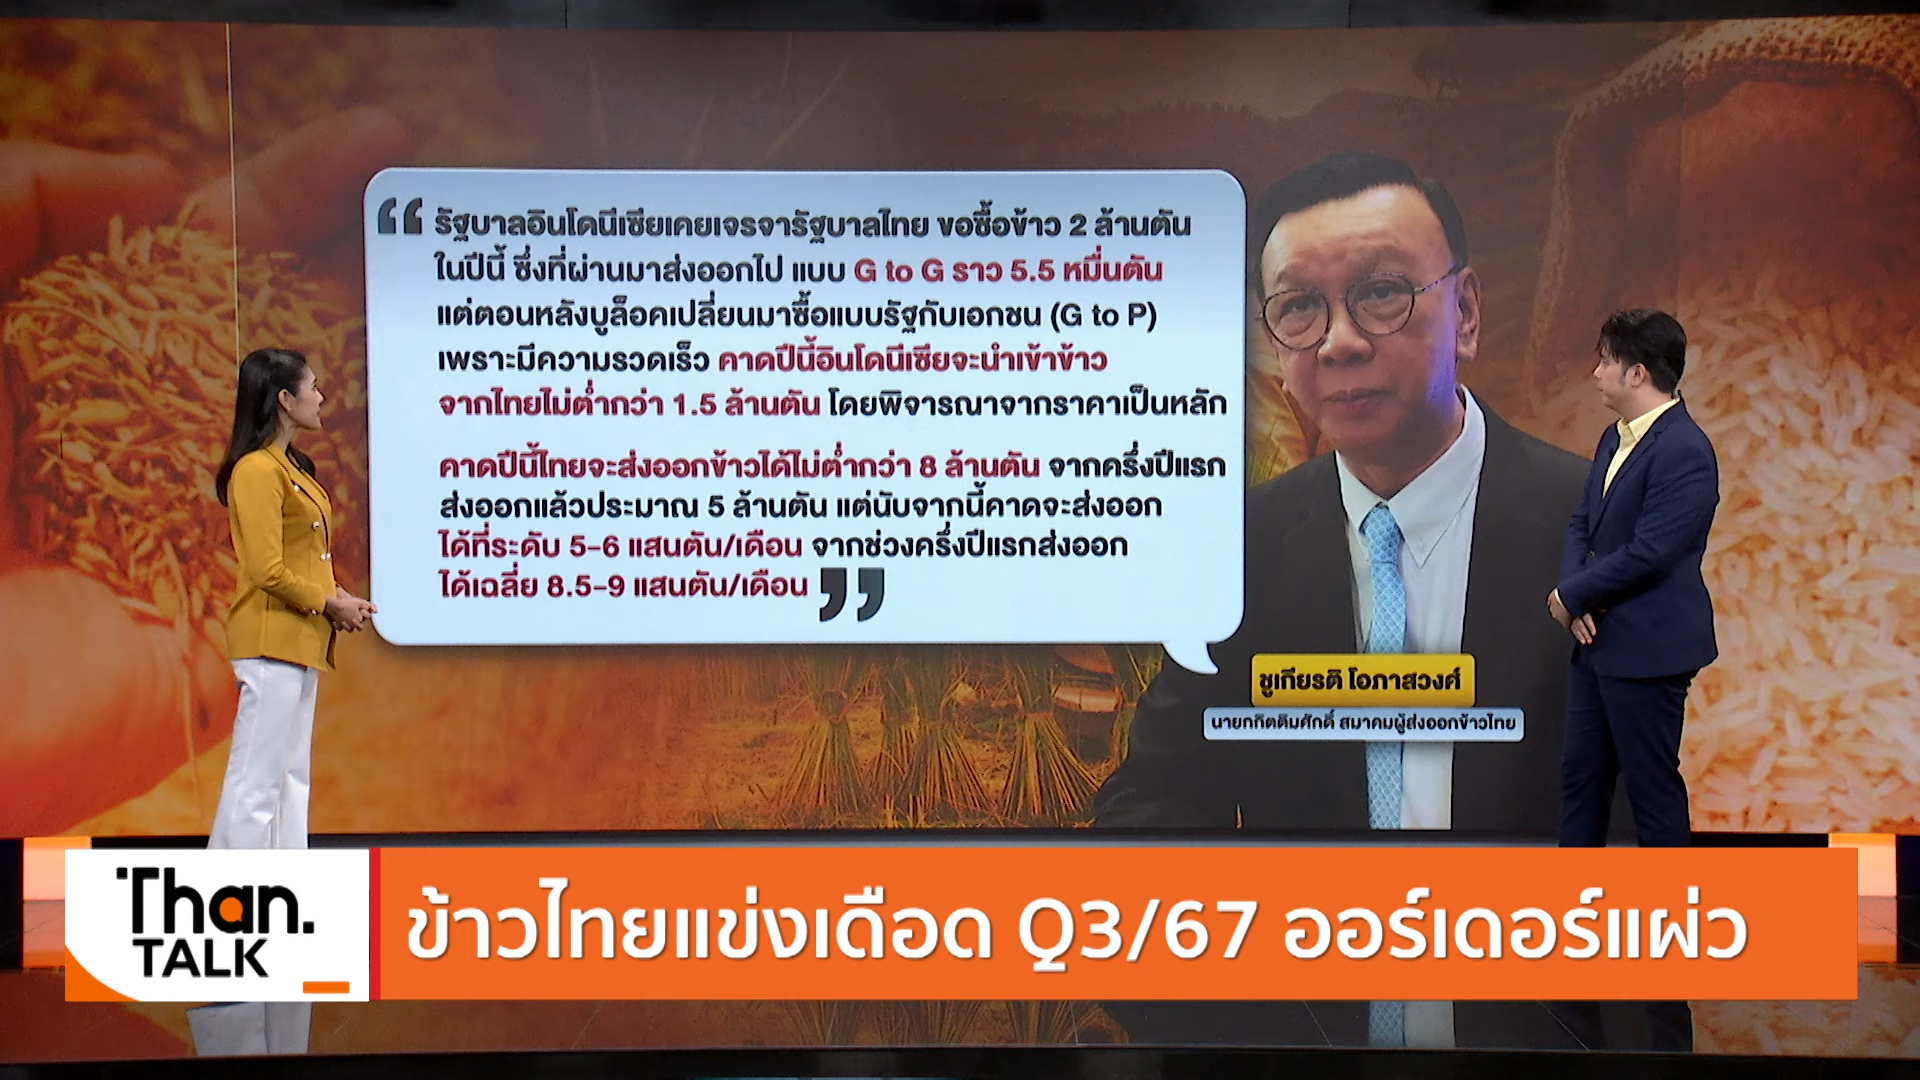 “ รัฐบาลอินโดนีเซียเคยเจรจารัฐบาลไทย ขอซื้อข้าว 2 ล้านตัน
ในปีนี้ ซึ่งที่ผ่านมาส่งออกไป แบบ G to G ราว 5.5 หมื่นตัน
แต่ตอนหลังบูล็อคเปลี่ยนมาซื้อแบบรัฐกับเอกชน (G to P)
เพราะมีความรวดเร็ว คาดปีนี้อินโดนีเซียจะนำเข้าข้าว
จากไทยไม่ต่ำกว่า 1.5 ล้านตัน โดยพิจารณาจากราคาเป็นหลัก
คาดปีนี้ไทยจะส่งออกข้าวได้ไม่ต่ำกว่า 8 ล้านตัน จากครึ่งปีแรก
ส่งออกแล้วประมาณ 5 ล้านตัน แต่นับจากนี้คาดจะส่งออก
ได้ที่ระดับ 5-6 แสนตัน/เดือน จากช่วงครึ่งปีแรกส่งออก
ได้เฉลี่ย 8.5-9 แสนตัน/เดือน ”
ชูเกียรติ โอภาสวงศ์
นายกกิตติมศักดิ์ สมาคมผู้ส่งออกข้าวไทย
Than.
TALK
ข้าวไทยแข่งเดือด Q3/67 ออร์เดอร์แผ่ว